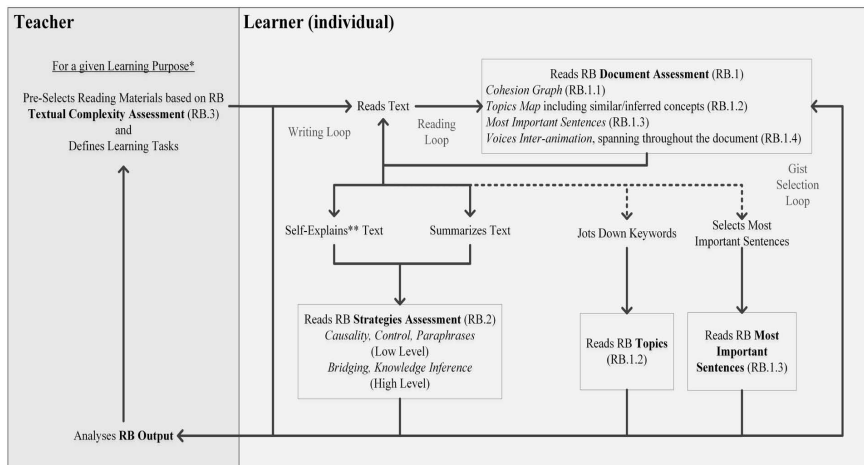 Teacher
Learner (individual)
For a given Learning Purpose*
Pre-Selects Reading Materials based on RB
Textual Complexity Assessment (RB.3)
and
Defines Learning Tasks
Writing Loop
Reads Text
Reading
Loop
Reads RB Document Assessment (RB.1)
Cohesion Graph (RB.1.1)
Topics Map including similar/inferred concepts (RB.1.2)
Most Important Sentences (RB.1.3)
Voices Inter-animation, spanning throughout the document (RB.1.4)
Gist
Selection
Loop
Self-Explains** Text
Summarizes Text
Jots Down Keywords
Selects Most
Important Sentences
Reads RB Strategies Assessment (RB.2)
Causality, Control, Paraphrases
(Low Level)
Bridging, Knowledge Inference
(High Level)
Reads RB Topics
(RB.1.2)
Reads RB Most
Important
Sentences (RB.1.3)
Analyses RB Output